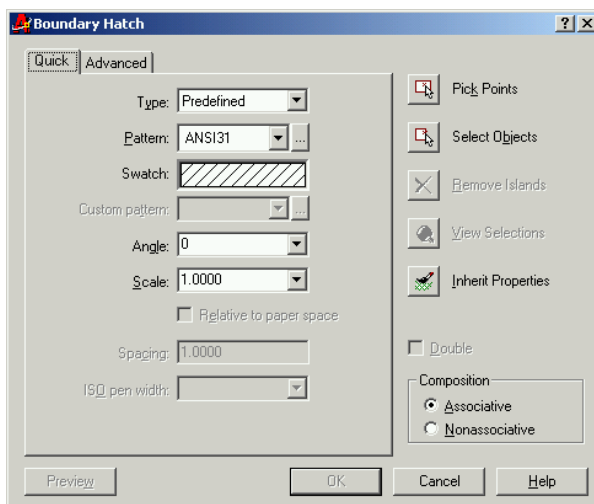 Boundary Hatch
Quick
Advanced
Type: Predefined
Pattern: ANSI31 ...
Swatch:
Custom pattern: ...
Angle: 0
Scale: 1.0000
Relative to paper space
Spacing: 1.0000
ISO pen width:
Pick Points
Select Objects
Remove Islands
View Selections
Inherit Properties
Double
Composition
Associative
Nonassociative
Preview
OK
Cancel
Help